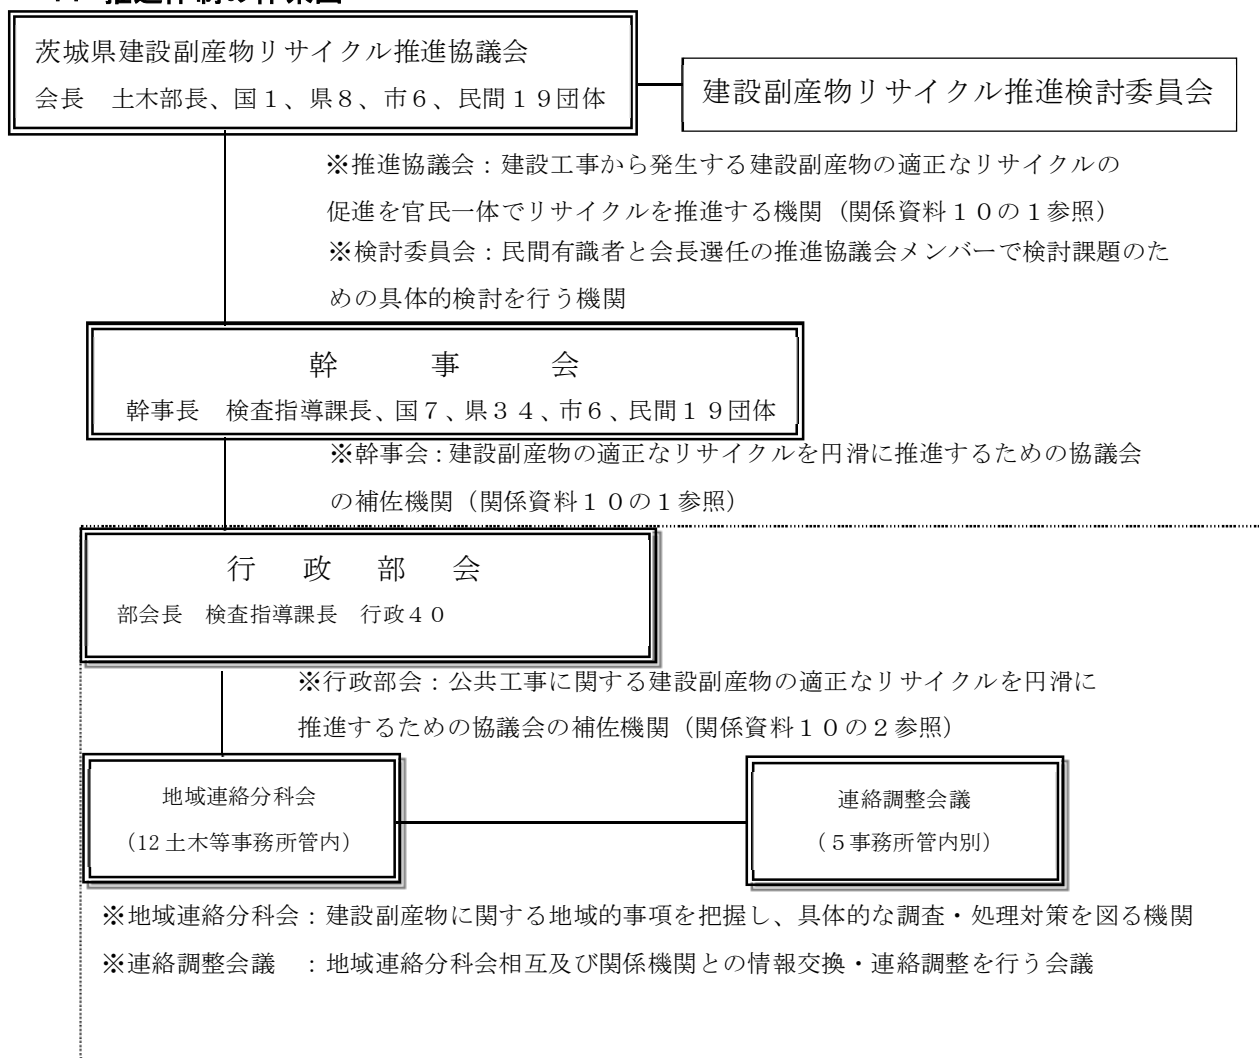 茨城県建設副産物リサイクル推進協議会
会長　土木部長、国１、県８、市６、民間１９団体
建設副産物リサイクル推進検討委員会
※推進協議会：建設工事から発生する建設副産物の適正なリサイクルの
促進を官民一体でリサイクルを推進する機関（関係資料１０の１参照）
※検討委員会：民間有識者と会長選任の推進協議会メンバーで検討課題のた
めの具体的検討を行う機関
幹　事　会
幹事長　検査指導課長、国７、県３４、市６、民間１９団体
※幹事会：建設副産物の適正なリサイクルを円滑に推進するための協議会
の補佐機関（関係資料１０の１参照）
行　政　部　会
部会長　検査指導課長　行政４０
※行政部会：公共工事に関する建設副産物の適正なリサイクルを円滑に
推進するための協議会の補佐機関（関係資料１０の２参照）
地域連絡分科会
（12土木等事務所管内）
連絡調整会議
（５事務所管内別）
※地域連絡分科会：建設副産物に関する地域的事項を把握し、具体的な調査・処理対策を図る機関
※連絡調整会議　：地域連絡分科会相互及び関係機関との情報交換・連絡調整を行う会議